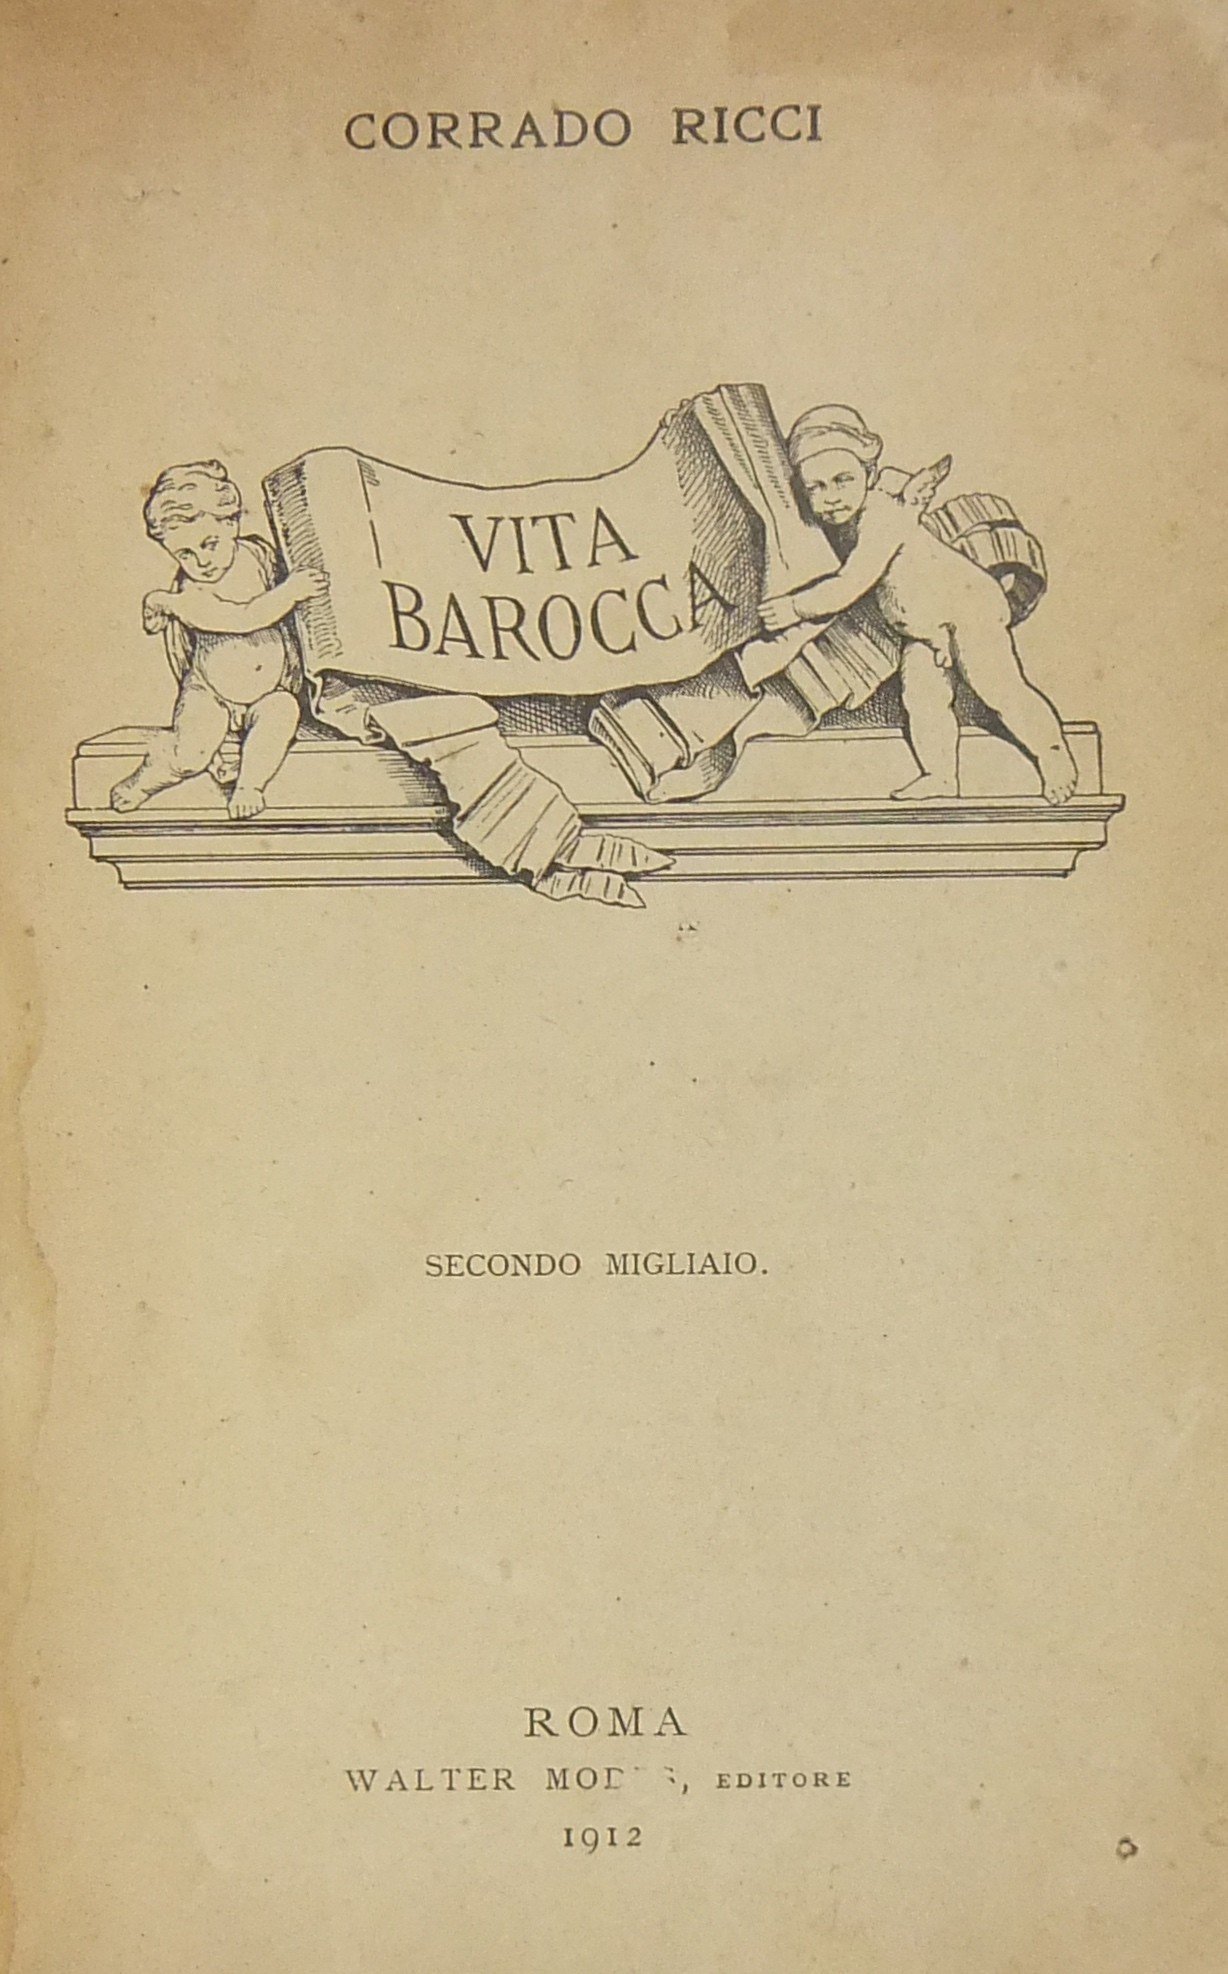 CORRADO RICCI
VITA
BAROCCA
SECONDO MIGLIAIO.
ROMA
WALTER EDITORE
1912